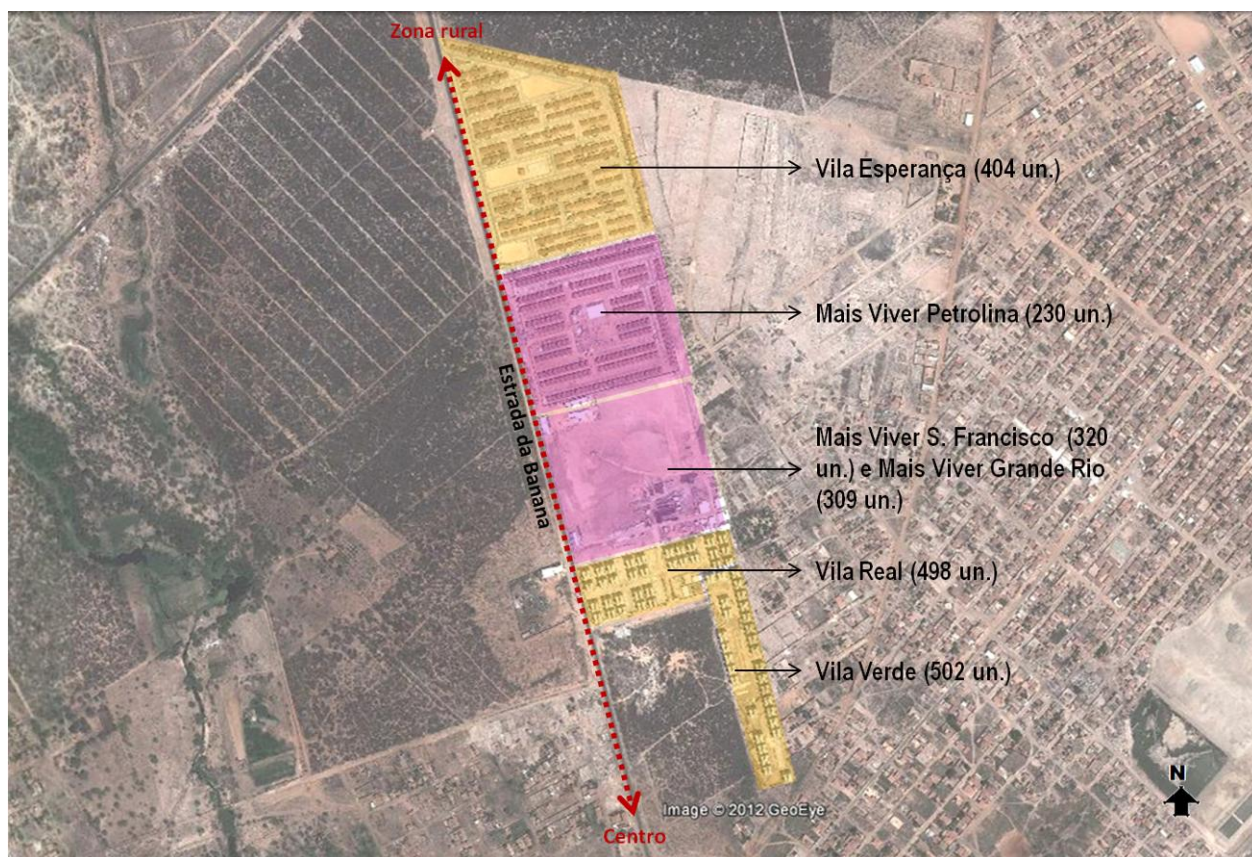 Zona rural
Vila Esperança (404 un.)
Mais Viver Petrolina (230 un.)
Estrada da Banana
Mais Viver S. Francisco (320
un.) e Mais Viver Grande Rio
(309 un.)
Vila Real (498 un.)
Vila Verde (502 un.)
N
Image © 2012 GeoEye
Centro